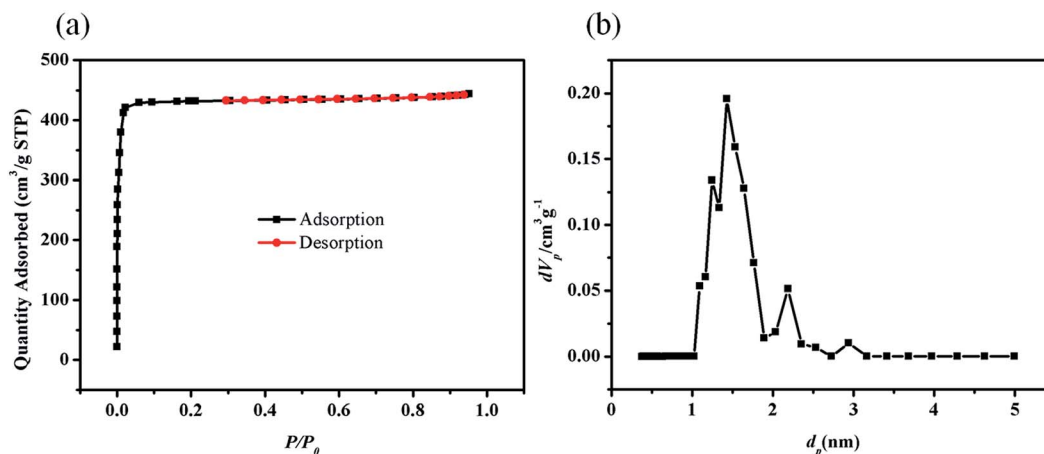 (a)
500
400
300
200
100
0
Quantity Adsorbed (cm³/g STP)
Adsorption
Desorption
0.0 0.2 0.4 0.6 0.8 1.0
P/P₀
(b)
0.20
0.15
0.10
0.05
0.00
dVₚ/cm³g⁻¹
0 1 2 3 4 5
dₚ(nm)